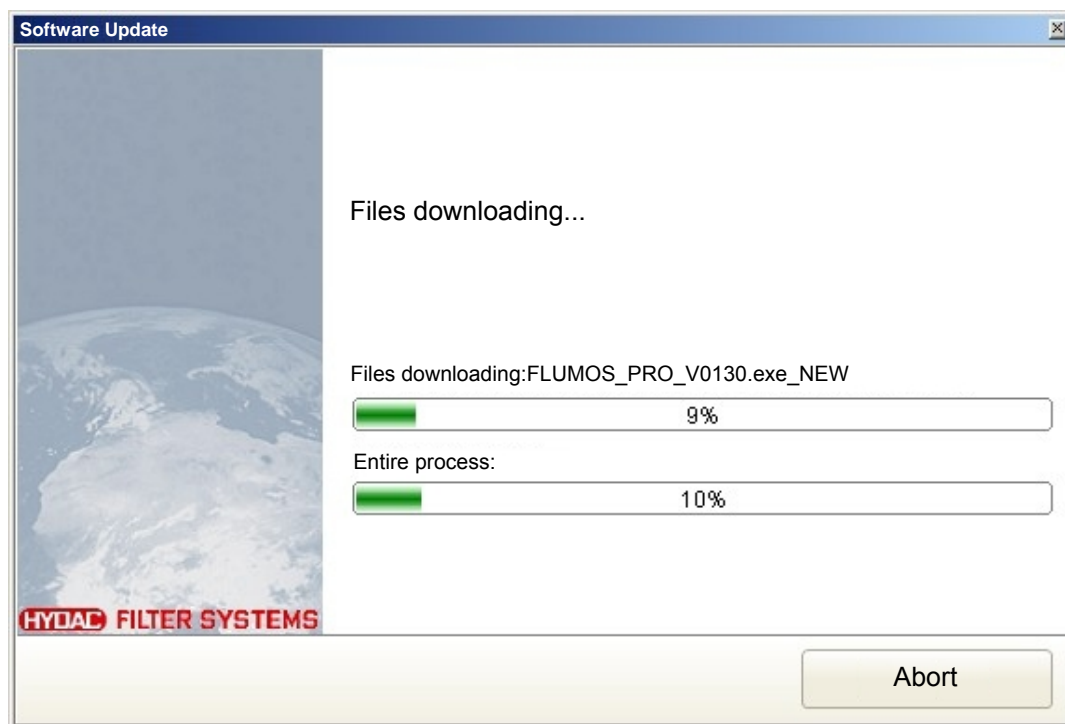 Software Update
Files downloading...
Files downloading:FLUMOS_PRO_V0130.exe_NEW
9%
Entire process:
10%
HYDAC FILTER SYSTEMS
Abort